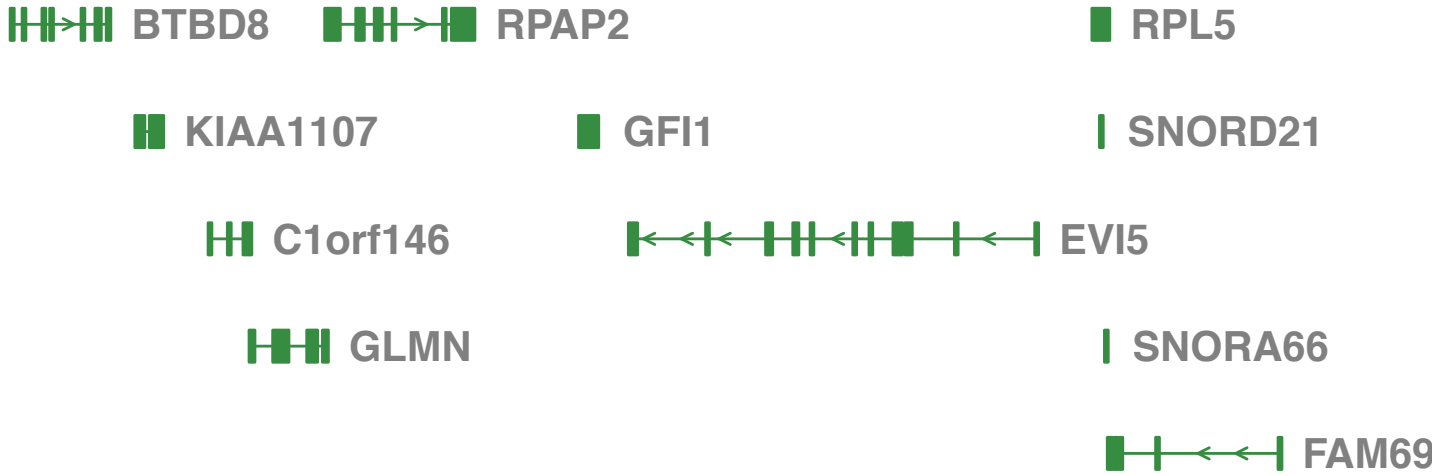 BTBD8 RPAP2 RPL5
KIAA1107 GFI1 SNORD21
C1orf146 EVI5
GLMN SNORA66
FAM69